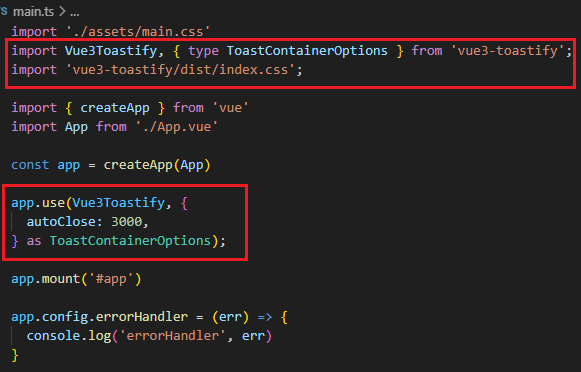 TS main.ts > ...
import './assets/main.css'
import Vue3Toastify, { type ToastContainerOptions } from 'vue3-toastify';
import 'vue3-toastify/dist/index.css';
import { createApp } from 'vue'
import App from './App.vue'
const app = createApp(App)
app.use(Vue3Toastify, {
  autoClose: 3000,
} as ToastContainerOptions);
app.mount('#app')
app.config.errorHandler = (err) => {
  console.log('errorHandler', err)
}